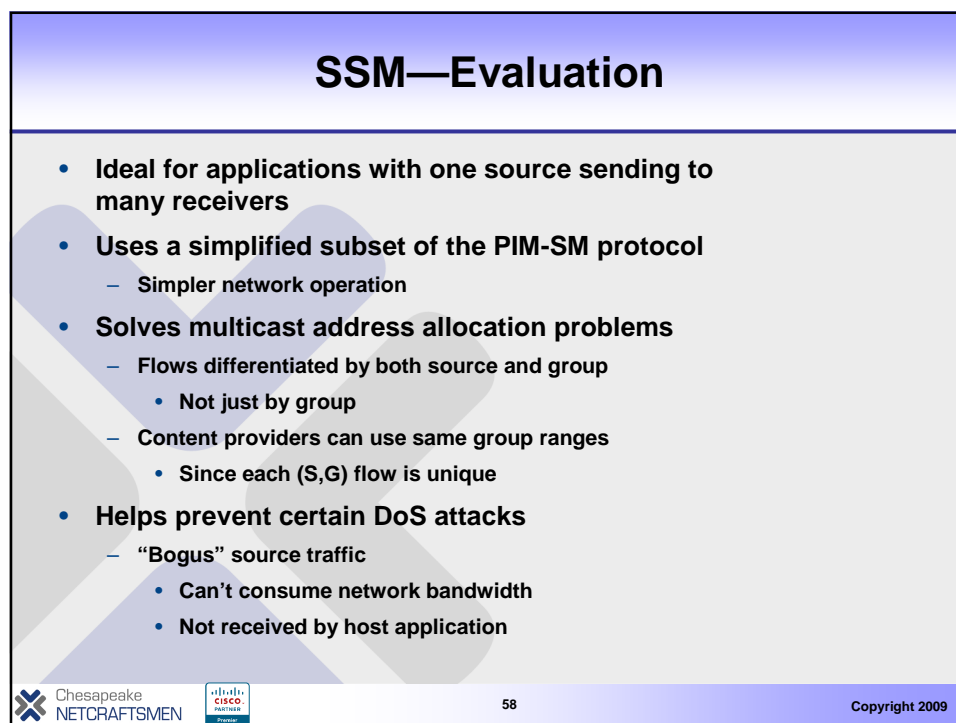 SSM—Evaluation
• Ideal for applications with one source sending to
many receivers
• Uses a simplified subset of the PIM-SM protocol
– Simpler network operation
• Solves multicast address allocation problems
– Flows differentiated by both source and group
• Not just by group
– Content providers can use same group ranges
• Since each (S,G) flow is unique
• Helps prevent certain DoS attacks
– “Bogus” source traffic
• Can’t consume network bandwidth
• Not received by host application
Chesapeake
NETCRAFTSMEN
CISCO
PARTNER
Premier
58
Copyright 2009